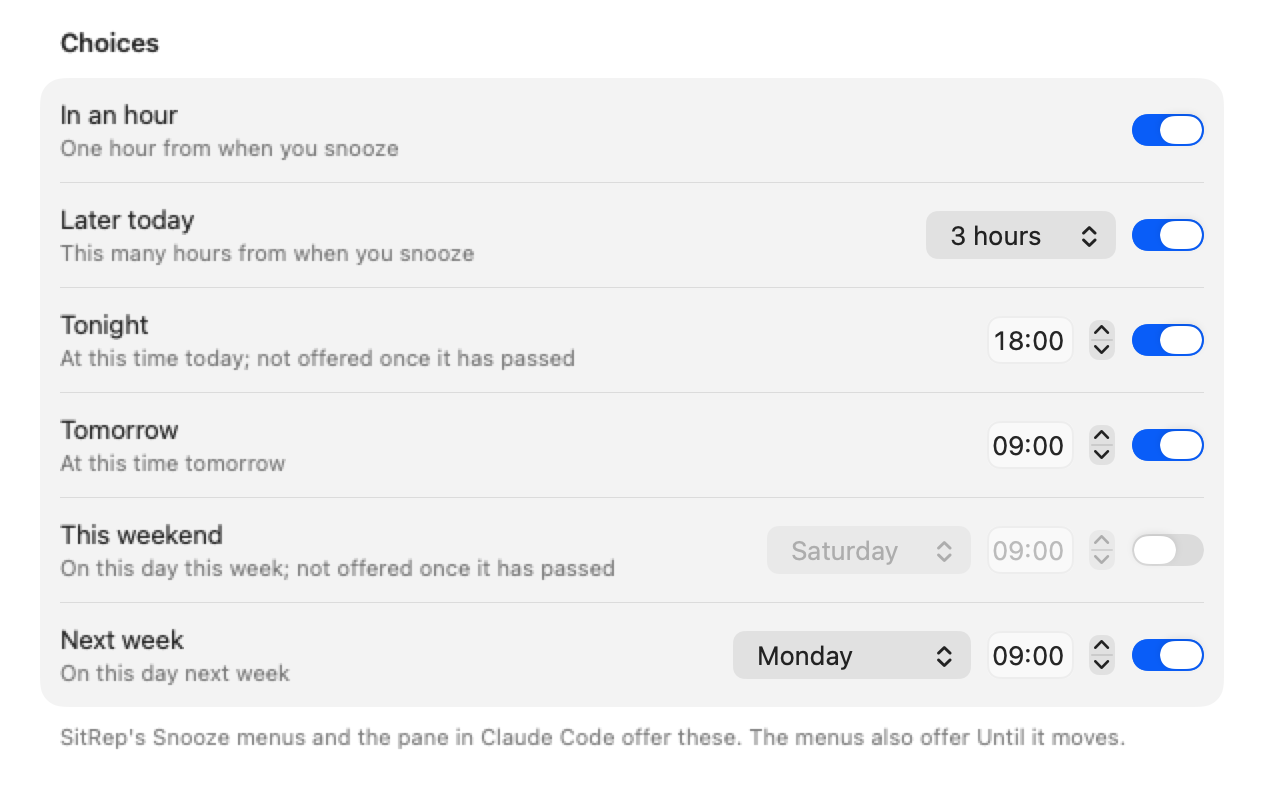 Choices
In an hour
One hour from when you snooze
Later today
This many hours from when you snooze
3 hours
Tonight
At this time today; not offered once it has passed
18:00
Tomorrow
At this time tomorrow
09:00
This weekend
On this day this week; not offered once it has passed
Saturday
09:00
Next week
On this day next week
Monday
09:00
SitRep's Snooze menus and the pane in Claude Code offer these. The menus also offer Until it moves.